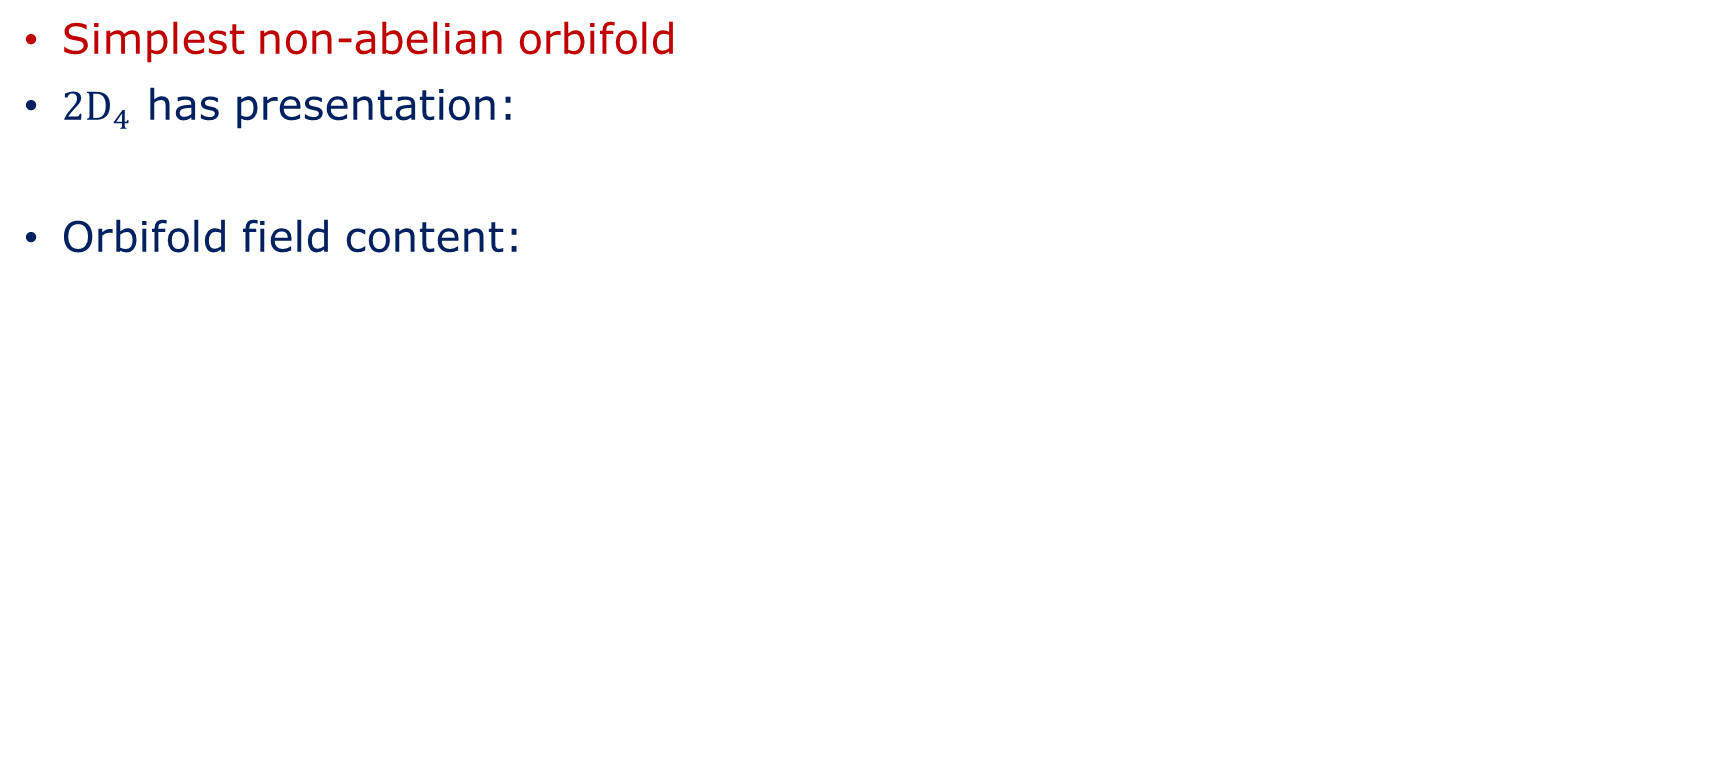 • Simplest non-abelian orbifold
• 2D₄ has presentation:
• Orbifold field content: